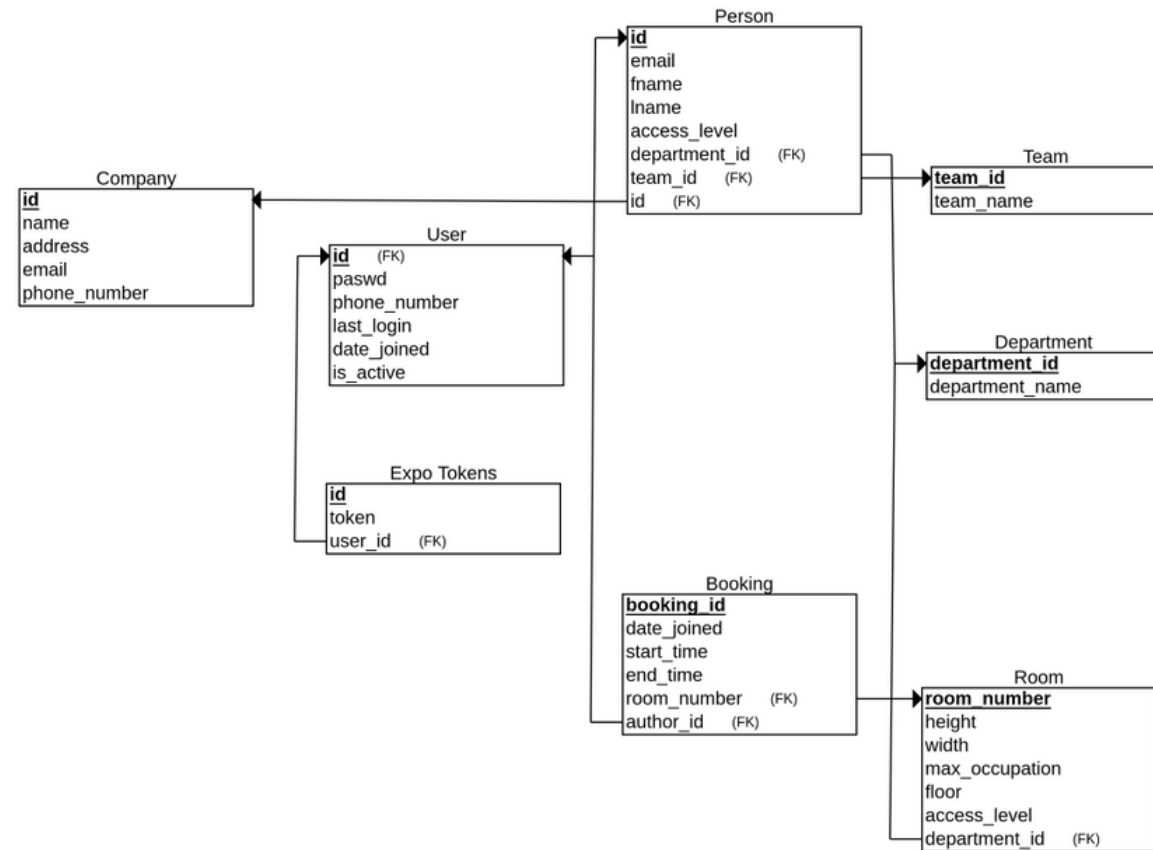 Person
id
email
fname
lname
access_level
department_id (FK)
team_id (FK)
id (FK)
Team
team_id
team_name
Company
id
name
address
email
phone_number
User
id (FK)
paswd
phone_number
last_login
date_joined
is_active
Department
department_id
department_name
Expo Tokens
id
token
user_id (FK)
Booking
booking_id
date_joined
start_time
end_time
room_number (FK)
author_id (FK)
Room
room_number
height
width
max_occupation
floor
access_level
department_id (FK)